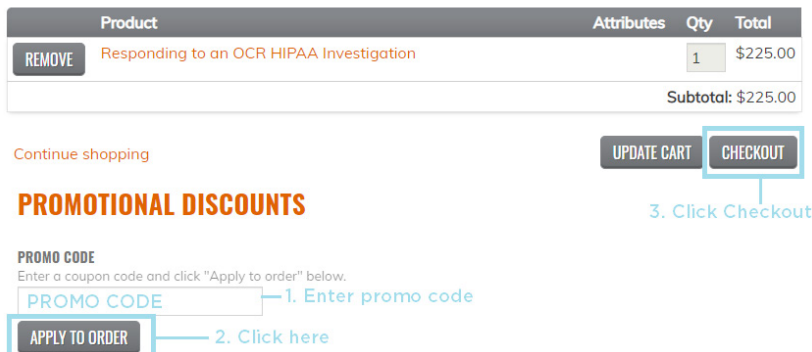 Product Attributes Qty Total
REMOVE Responding to an OCR HIPAA Investigation 1 $225.00
Subtotal: $225.00
Continue shopping UPDATE CART CHECKOUT
PROMOTIONAL DISCOUNTS
3. Click Checkout
PROMO CODE
Enter a coupon code and click "Apply to order" below.
PROMO CODE 1. Enter promo code
APPLY TO ORDER 2. Click here